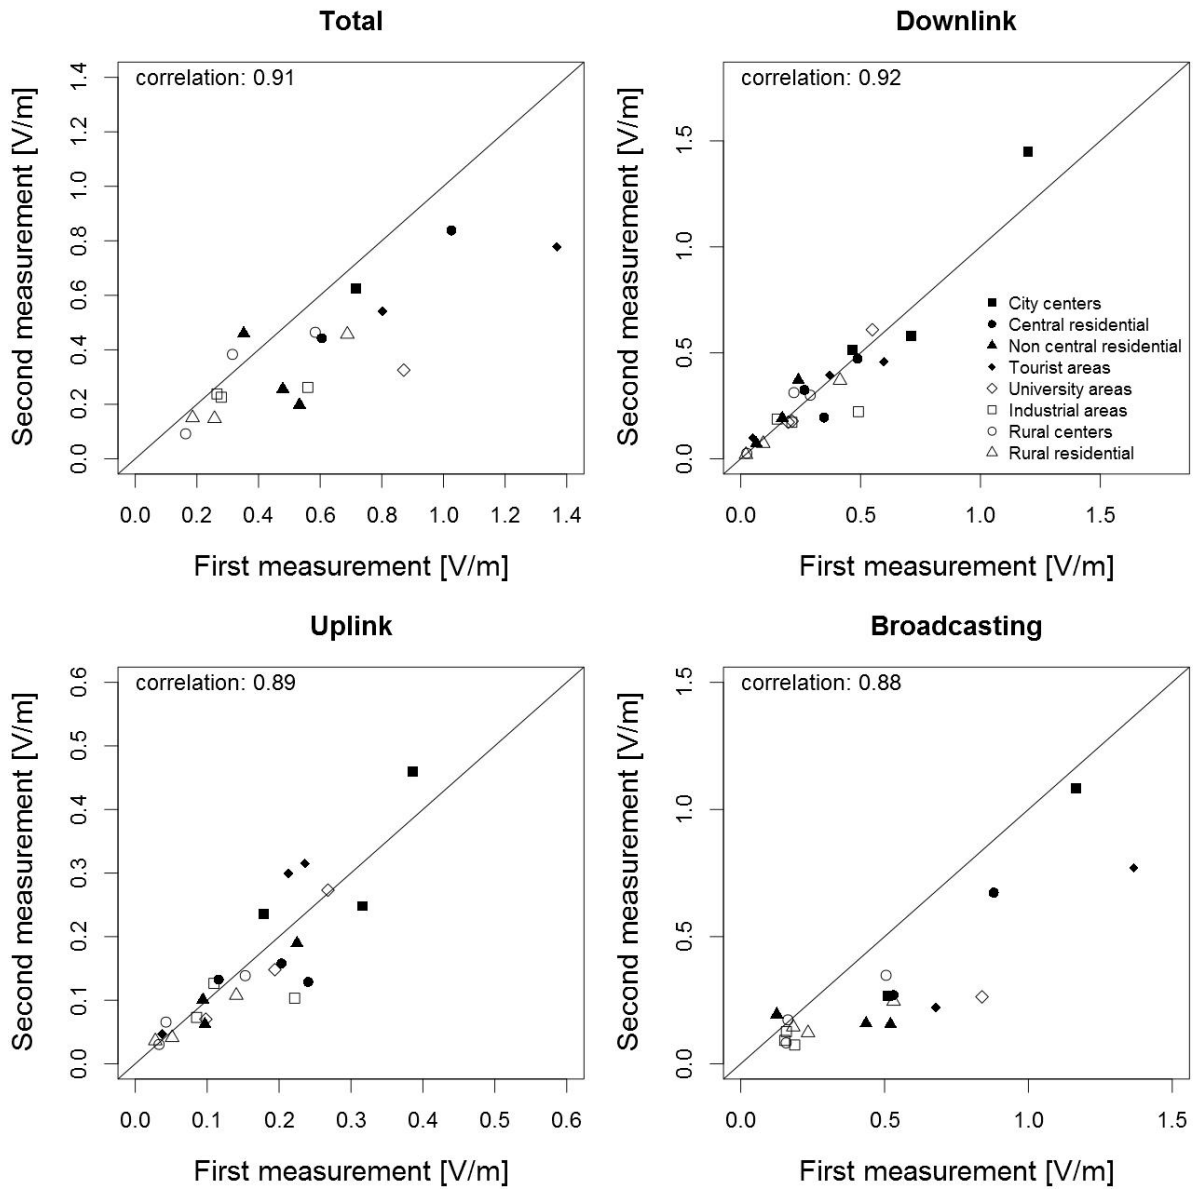 Total
correlation: 0.91
Second measurement [V/m]
0.0 0.2 0.4 0.6 0.8 1.0 1.2 1.4
0.0 0.2 0.4 0.6 0.8 1.0 1.2 1.4
First measurement [V/m]
Downlink
correlation: 0.92
Second measurement [V/m]
0.0 0.5 1.0 1.5
City centers
Central residential
Non central residential
Tourist areas
University areas
Industrial areas
Rural centers
Rural residential
0.0 0.5 1.0 1.5
First measurement [V/m]
Uplink
correlation: 0.89
Second measurement [V/m]
0.0 0.1 0.2 0.3 0.4 0.5 0.6
0.0 0.1 0.2 0.3 0.4 0.5 0.6
First measurement [V/m]
Broadcasting
correlation: 0.88
Second measurement [V/m]
0.0 0.5 1.0 1.5
0.0 0.5 1.0 1.5
First measurement [V/m]